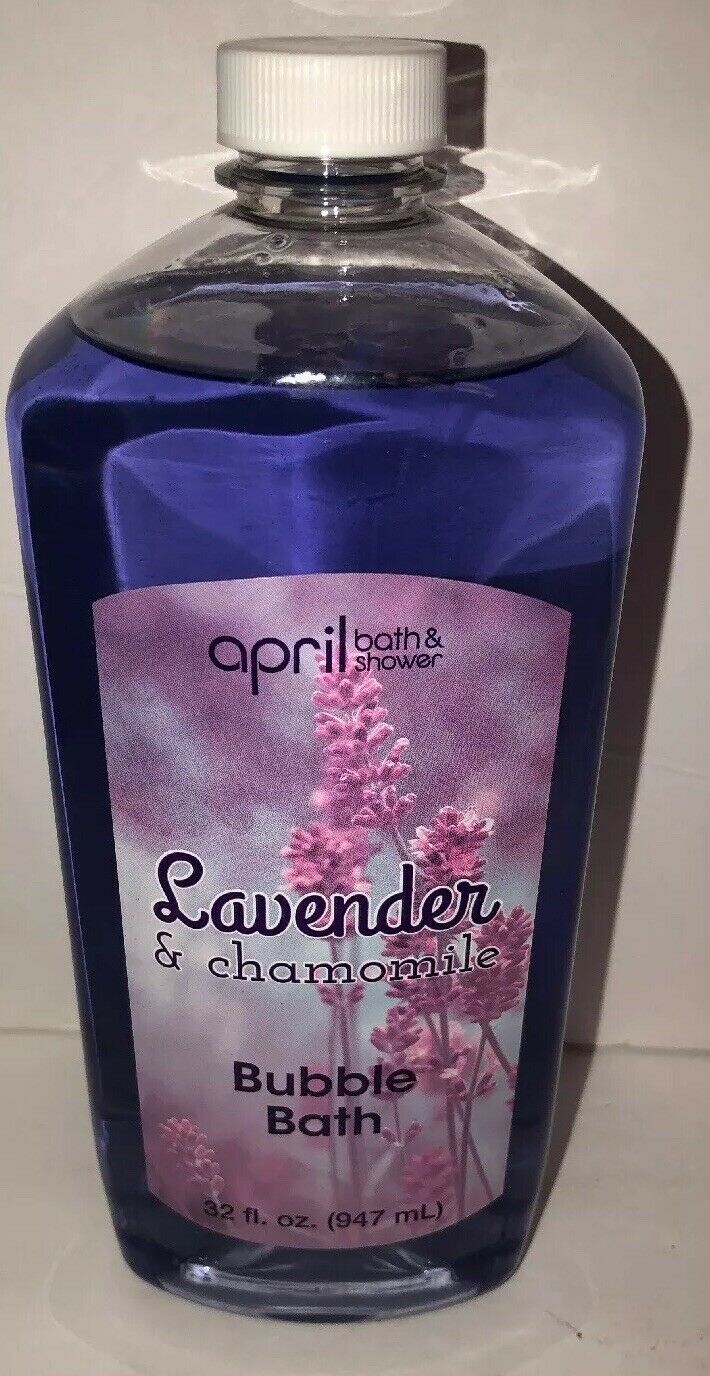 april bath & shower
Lavender
& chamomile
Bubble
Bath
32 fl. oz. (947 mL)